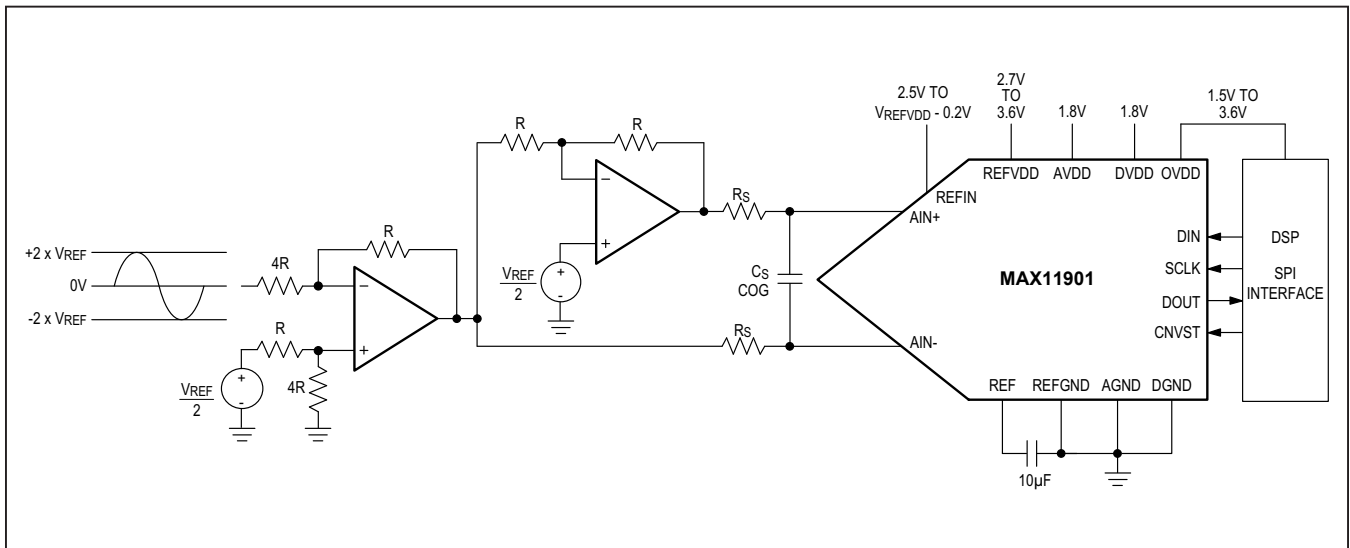 +2 x VREF
0V
-2 x VREF
4R
R
−
+
R
+
-
VREF
2
4R
R
R
−
+
+
-
VREF
2
RS
RS
CS
COG
2.5V TO
VREFVDD - 0.2V
2.7V
TO
3.6V
1.8V
1.8V
1.5V TO
3.6V
REFVDD
AVDD
DVDD
OVDD
REFIN
AIN+
AIN-
MAX11901
DIN
SCLK
DOUT
CNVST
DSP
SPI
INTERFACE
REF
REFGND
AGND
DGND
10µF